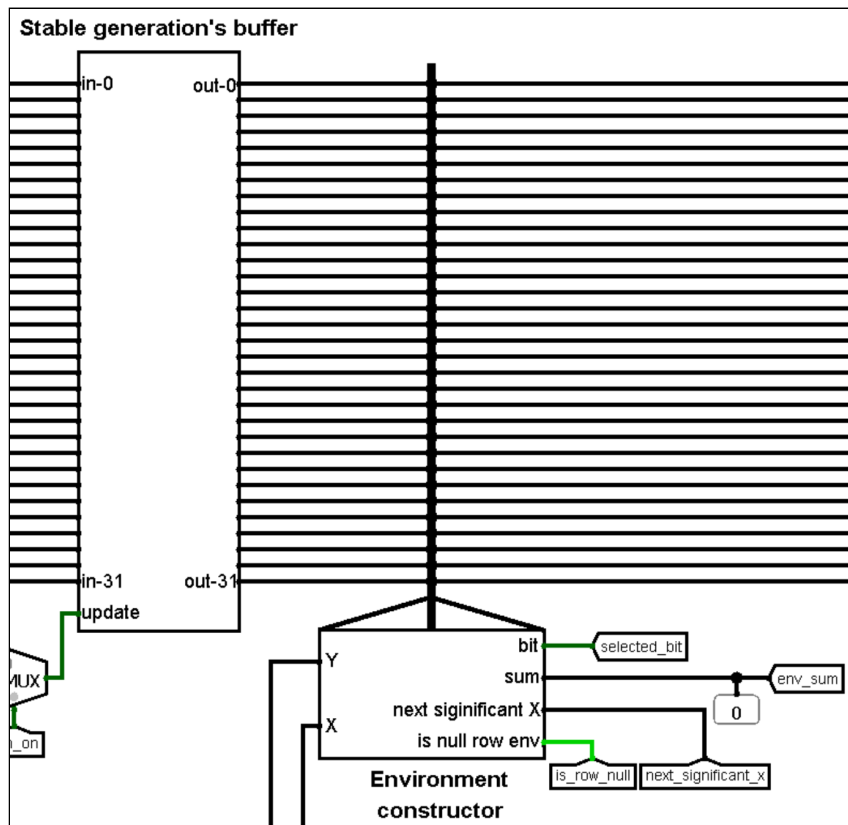 Stable generation's buffer
in-0
out-0
in-31
out-31
update
MUX
n_on
Y
X
bit
sum
next siginificant X
is null row env
selected_bit
env_sum
0
is_row_null
next_significant_x
Environment
constructor